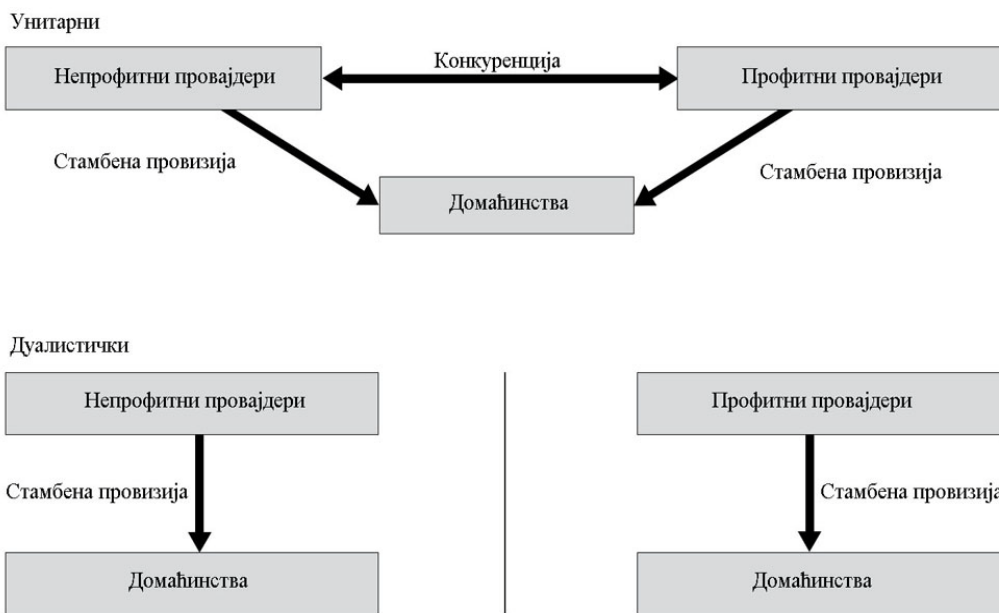 Унитарни
Непрофитни провајдери
Конкуренција
Профитни провајдери
Стамбена провизија
Стамбена провизија
Домаћинства
Дуалистички
Непрофитни провајдери
Профитни провајдери
Стамбена провизија
Стамбена провизија
Домаћинства
Домаћинства